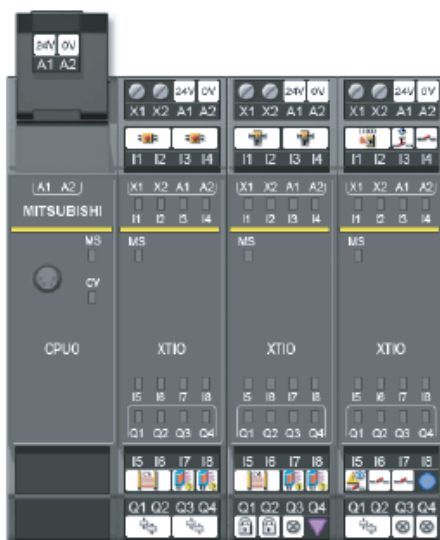 24V 0V
A1 A2
24V 0V 24V 0V 24V 0V
X1 X2 A1 A2 X1 X2 A1 A2 X1 X2 A1 A2
I1 I2 I3 I4 I1 I2 I3 I4 I1 I2 I3 I4
A1 A2 X1 X2 A1 A2 X1 X2 A1 A2 X1 X2 A1 A2
MITSUBISHI I1 I2 I3 I4 I1 I2 I3 I4 I1 I2 I3 I4
MS MS MS MS
CV
CPU0 XTIO XTIO XTIO
I5 I6 I7 I8 I5 I6 I7 I8 I5 I6 I7 I8
Q1 Q2 Q3 Q4 Q1 Q2 Q3 Q4 Q1 Q2 Q3 Q4
I5 I6 I7 I8 I5 I6 I7 I8 I5 I6 I7 I8
Q1 Q2 Q3 Q4 Q1 Q2 Q3 Q4 Q1 Q2 Q3 Q4